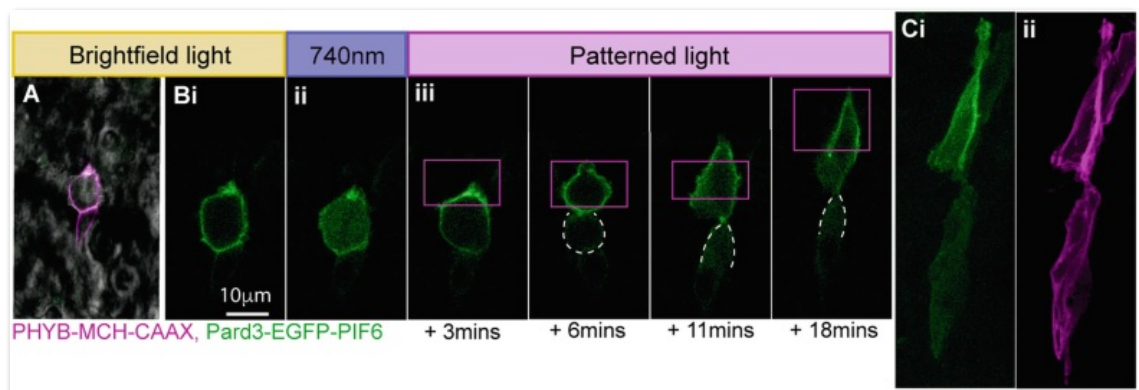 Brightfield light 740nm Patterned light Ci ii
A Bi ii iii
10μm
PHYB-MCH-CAAX, Pard3-EGFP-PIF6 + 3mins + 6mins + 11mins + 18mins